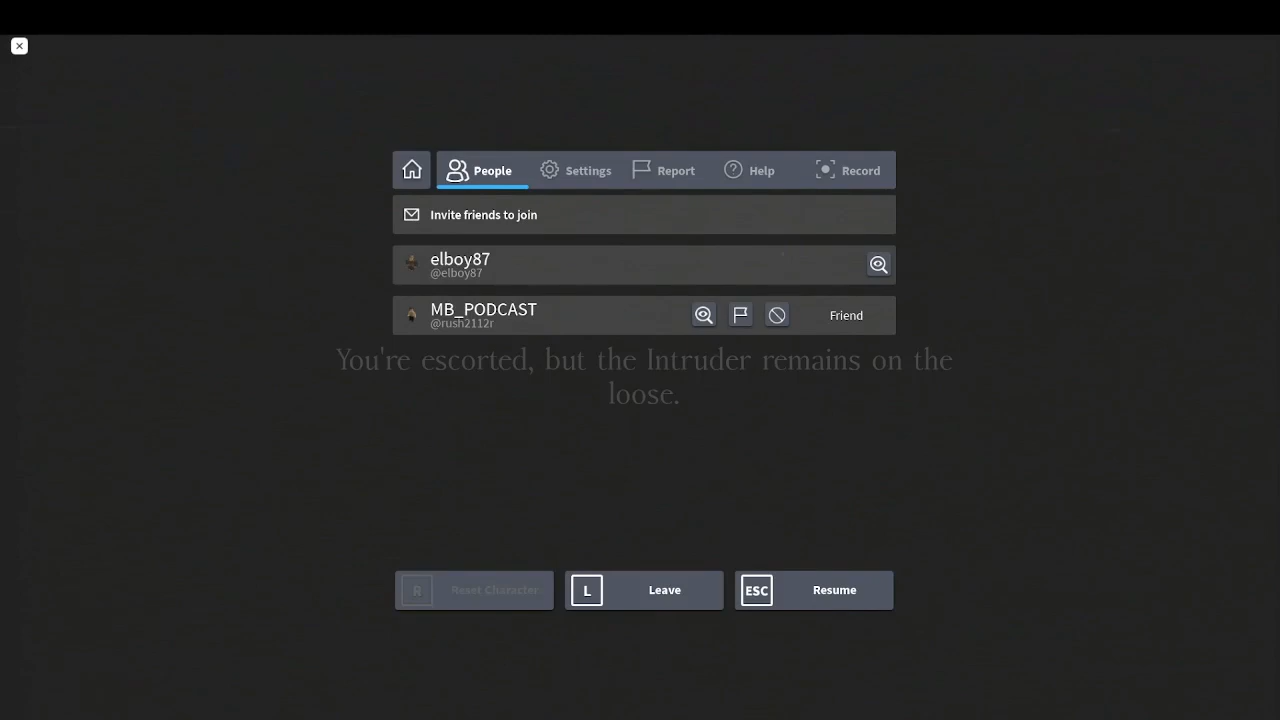 People
Settings
Report
Help
Record
Invite friends to join
elboy87
@elboy87
MB_PODCAST
@rush2112r
Friend
You're escorted, but the Intruder remains on the
loose.
R
Reset Character
L
Leave
ESC
Resume